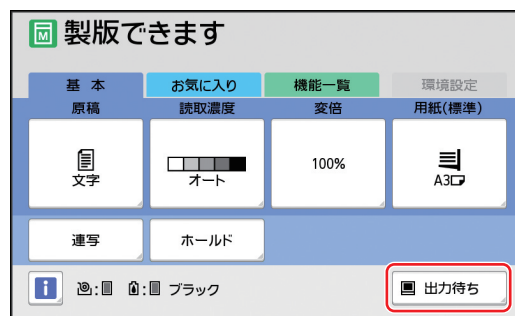 製版できます
基本 お気に入り 機能一覧 環境設定
原稿 読取濃度 変倍 用紙(標準)
文字 オート 100% A3
連写 ホールド
ブラック 出力待ち